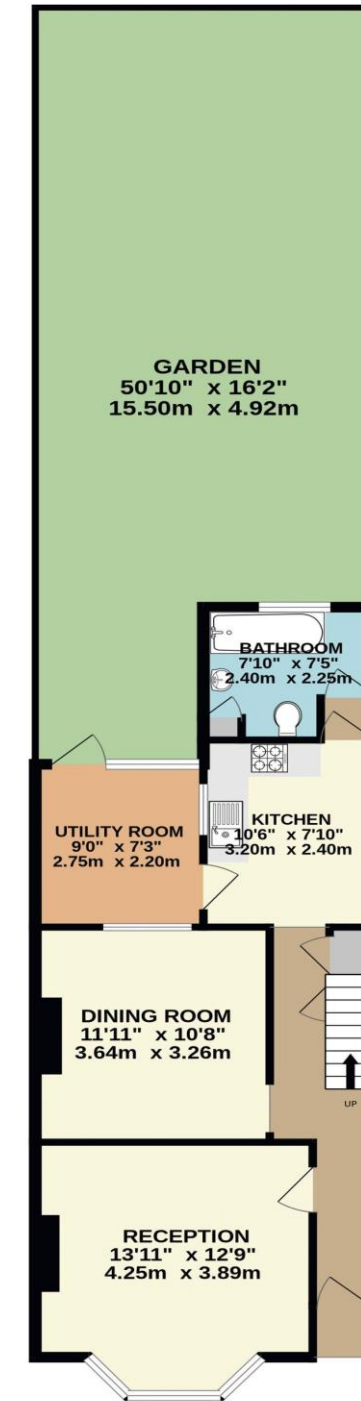 GARDEN
50'10" x 16'2"
15.50m x 4.92m
BATHROOM
7'10" x 7'5"
2.40m x 2.25m
KITCHEN
10'6" x 7'10"
3.20m x 2.40m
UTILITY ROOM
9'0" x 7'3"
2.75m x 2.20m
DINING ROOM
11'11" x 10'8"
3.64m x 3.26m
UP
RECEPTION
13'11" x 12'9"
4.25m x 3.89m